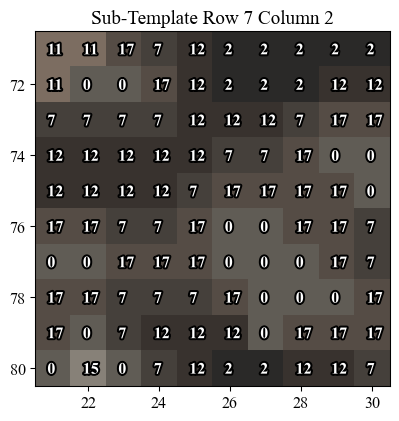 Sub-Template Row 7 Column 2
11 11 17 7 12 2 2 2 2 2
72 11 0 0 17 12 2 2 2 12 12
7 7 7 7 12 12 12 7 17 17
74 12 12 12 12 12 7 7 17 0 0
12 12 12 12 7 17 17 17 17 0
76 17 17 7 7 17 0 0 17 17 7
0 0 17 17 17 0 0 0 17 7
78 17 17 7 7 7 17 0 0 0 17
17 0 7 12 12 12 0 17 17 17
80 0 15 0 7 12 2 2 12 12 7
22 24 26 28 30